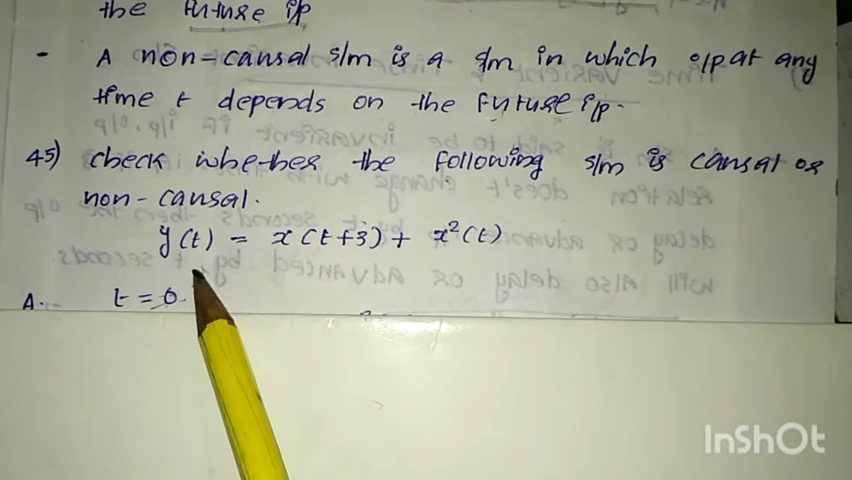 the future i/p
- A non-causal s/m is a s/m in which o/p at any
time t depends on the future i/p.
45) check whether the following s/m is causal or
non-causal.
y(t) = x(t+3) + x²(t)
A. t = 0.
InShOt